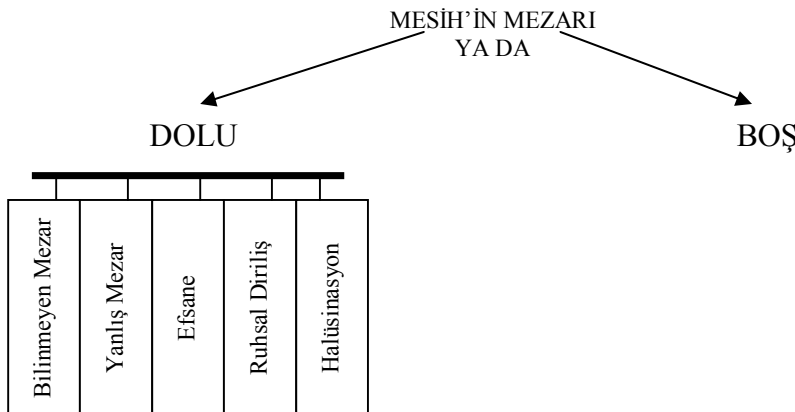 MESİH’İN MEZARI
YA DA
DOLU
BOŞ
Bilinmeyen Mezar
Yanlış Mezar
Efsane
Ruhsal Diriliş
Halüsinasyon